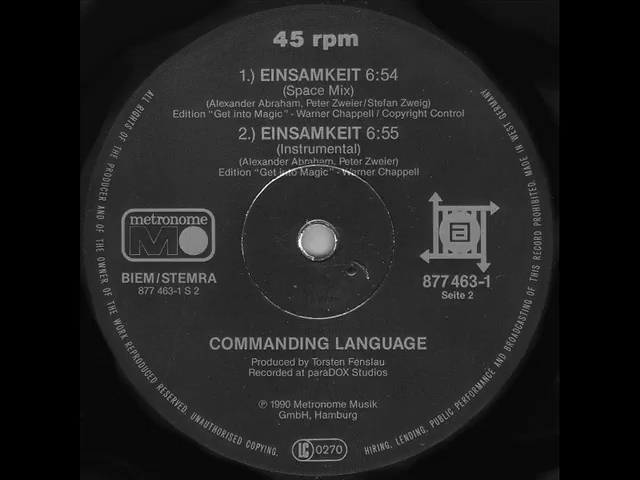 45 rpm
1.) EINSAMKEIT 6:54
(Space Mix)
(Alexander Abraham, Peter Zweier/Stefan Zweig)
Edition "Get into Magic" - Warner Chappell / Copyright Control
2.) EINSAMKEIT 6:55
(Instrumental)
(Alexander Abraham, Peter Zweier)
Edition "Get into Magic" - Warner Chappell
metronome
M
BIEM/STEMRA
877 463-1 S 2
a
877 463-1
Seite 2
COMMANDING LANGUAGE
Produced by Torsten Fenslau
Recorded at paraDOX Studios
℗ 1990 Metronome Musik
GmbH, Hamburg
LC 0270
ALL RIGHTS OF THE PRODUCER AND OF THE OWNER OF THE WORK REPRODUCED RESERVED. UNAUTHORISED COPYING, HIRING, LENDING, PUBLIC PERFORMANCE AND BROADCASTING OF THIS RECORD PROHIBITED. MADE IN WEST GERMANY